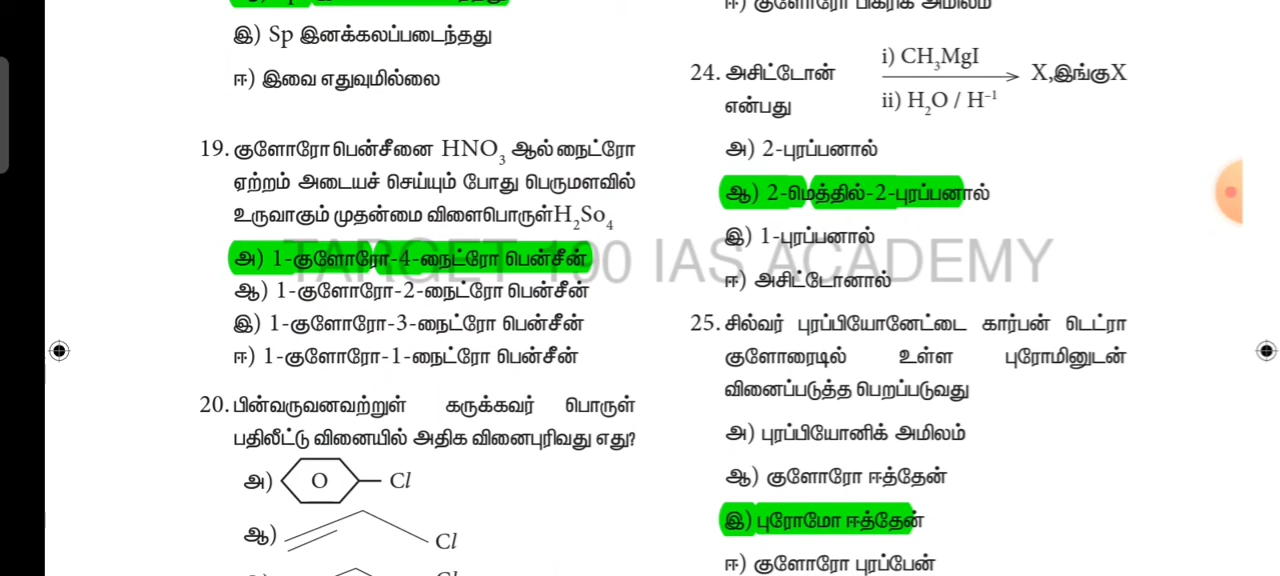 இ) Sp இனக்கலப்படைந்தது
ஈ) இவை எதுவுமில்லை
19. குளோரோபென்சீனை HNO₃ ஆல் நைட்ரோ
ஏற்றம் அடையச் செய்யும் போது பெருமளவில்
உருவாகும் முதன்மை விளைபொருள்H₂So₄
அ) 1-குளோரோ-4-நைட்ரோ பென்சீன்
ஆ) 1-குளோரோ-2-நைட்ரோ பென்சீன்
இ) 1-குளோரோ-3-நைட்ரோ பென்சீன்
ஈ) 1-குளோரோ-1-நைட்ரோ பென்சீன்
20. பின்வருவனவற்றுள் கருக்கவர் பொருள்
பதிலீட்டு வினையில் அதிக வினைபுரிவது எது?
அ) O Cl
ஆ) Cl
ஈ) குளோரோ பிக்ரிக் அமிலம்
24. அசிட்டோன் i) CH₃MgI X,இங்குX
என்பது ii) H₂O / H⁻¹
அ) 2-புரப்பனால்
ஆ) 2-மெத்தில்-2-புரப்பனால்
இ) 1-புரப்பனால்
ஈ) அசிட்டோனால்
25. சில்வர் புரப்பியோனேட்டை கார்பன் டெட்ரா
குளோரைடில் உள்ள புரோமினுடன்
வினைப்படுத்த பெறப்படுவது
அ) புரப்பியோனிக் அமிலம்
ஆ) குளோரோ ஈத்தேன்
இ) புரோமோ ஈத்தேன்
ஈ) குளோரோ புரப்பேன்
TARGET 100 IAS ACADEMY